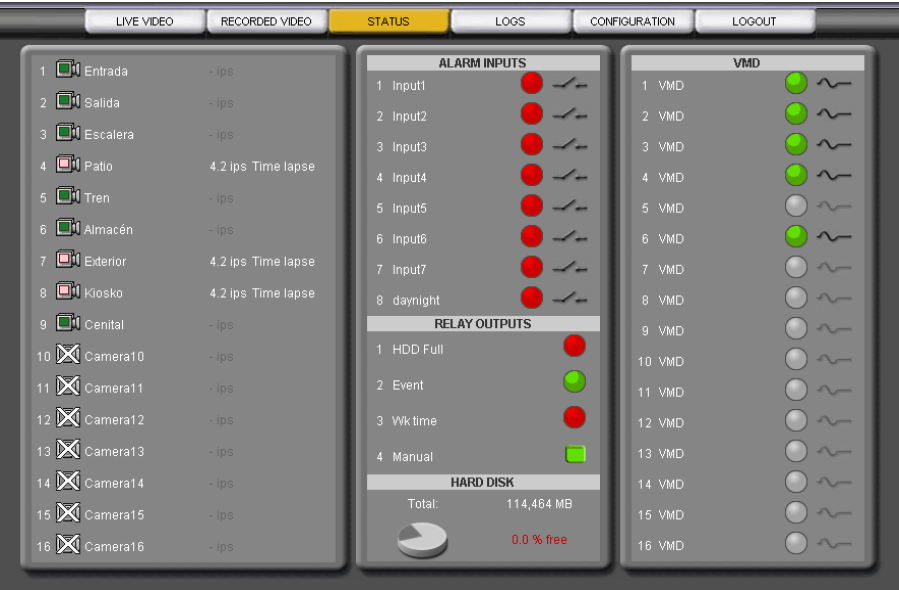 LIVE VIDEO RECORDED VIDEO STATUS LOGS CONFIGURATION LOGOUT
1 Entrada - ips
2 Salida - ips
3 Escalera - ips
4 Patio 4.2 ips Time lapse
5 Tren - ips
6 Almacén - ips
7 Exterior 4.2 ips Time lapse
8 Kiosko 4.2 ips Time lapse
9 Cenital - ips
10 Camera10 - ips
11 Camera11 - ips
12 Camera12 - ips
13 Camera13 - ips
14 Camera14 - ips
15 Camera15 - ips
16 Camera16 - ips
ALARM INPUTS
1 Input1
2 Input2
3 Input3
4 Input4
5 Input5
6 Input6
7 Input7
8 daynight
RELAY OUTPUTS
1 HDD Full
2 Event
3 Wk time
4 Manual
HARD DISK
Total: 114,464 MB
0.0 % free
VMD
1 VMD
2 VMD
3 VMD
4 VMD
5 VMD
6 VMD
7 VMD
8 VMD
9 VMD
10 VMD
11 VMD
12 VMD
13 VMD
14 VMD
15 VMD
16 VMD